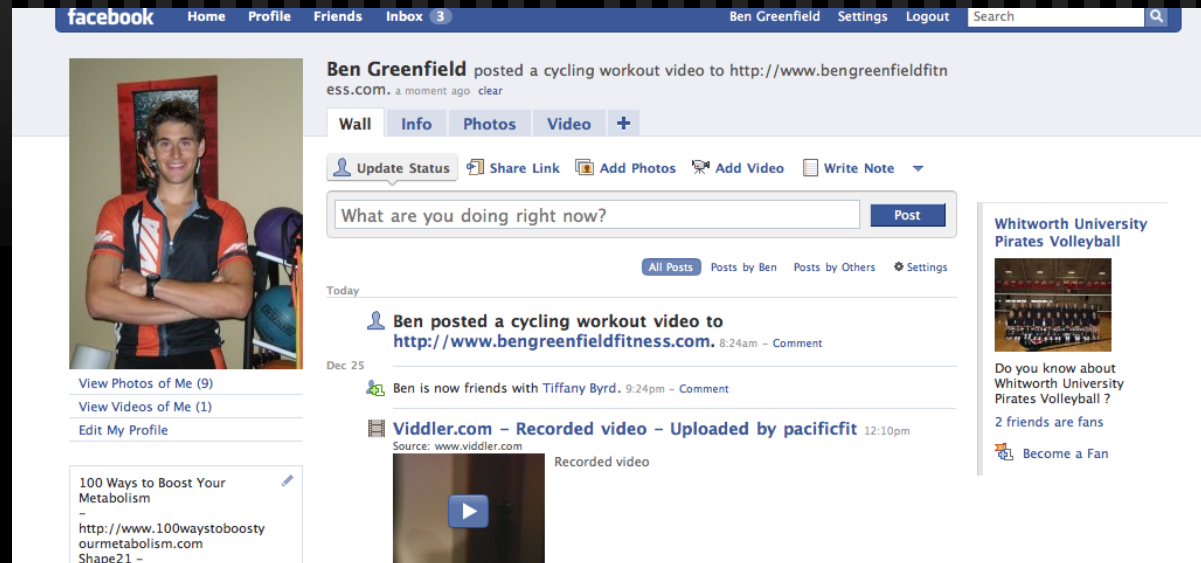 facebook Home Profile Friends Inbox 3 Ben Greenfield Settings Logout Search
Ben Greenfield posted a cycling workout video to http://www.bengreenfieldfitn
ess.com. a moment ago clear
Wall Info Photos Video +
Update Status Share Link Add Photos Add Video Write Note
What are you doing right now? Post
All Posts Posts by Ben Posts by Others Settings
Today
Ben posted a cycling workout video to
http://www.bengreenfieldfitness.com. 8:24am – Comment
Dec 25
Ben is now friends with Tiffany Byrd. 9:24pm – Comment
Viddler.com – Recorded video – Uploaded by pacificfit 12:10pm
Source: www.viddler.com
Recorded video
View Photos of Me (9)
View Videos of Me (1)
Edit My Profile
100 Ways to Boost Your
Metabolism
–
http://www.100waystoboosty
ourmetabolism.com
Shape21 –
Whitworth University
Pirates Volleyball
Do you know about
Whitworth University
Pirates Volleyball ?
2 friends are fans
Become a Fan